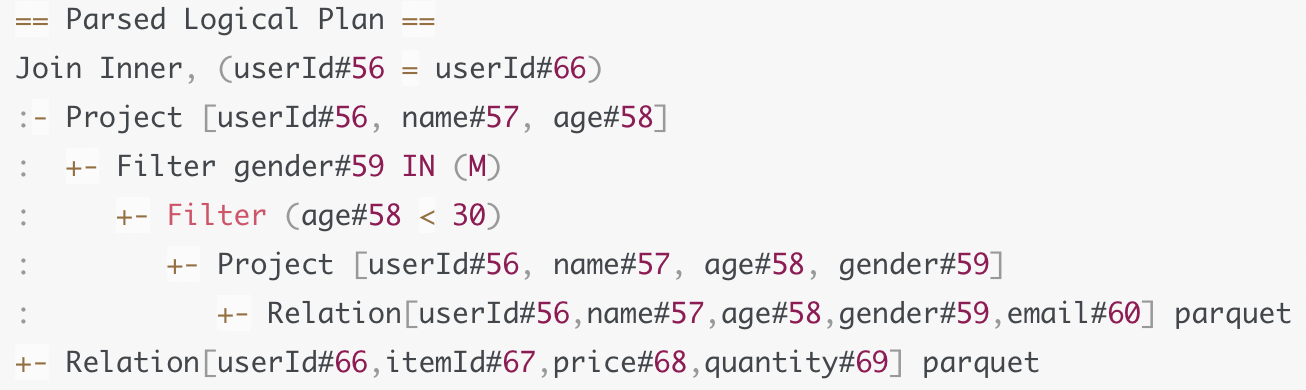 == Parsed Logical Plan ==
Join Inner, (userId#56 = userId#66)
:- Project [userId#56, name#57, age#58]
:  +- Filter gender#59 IN (M)
:     +- Filter (age#58 < 30)
:        +- Project [userId#56, name#57, age#58, gender#59]
:           +- Relation[userId#56,name#57,age#58,gender#59,email#60] parquet
+- Relation[userId#66,itemId#67,price#68,quantity#69] parquet